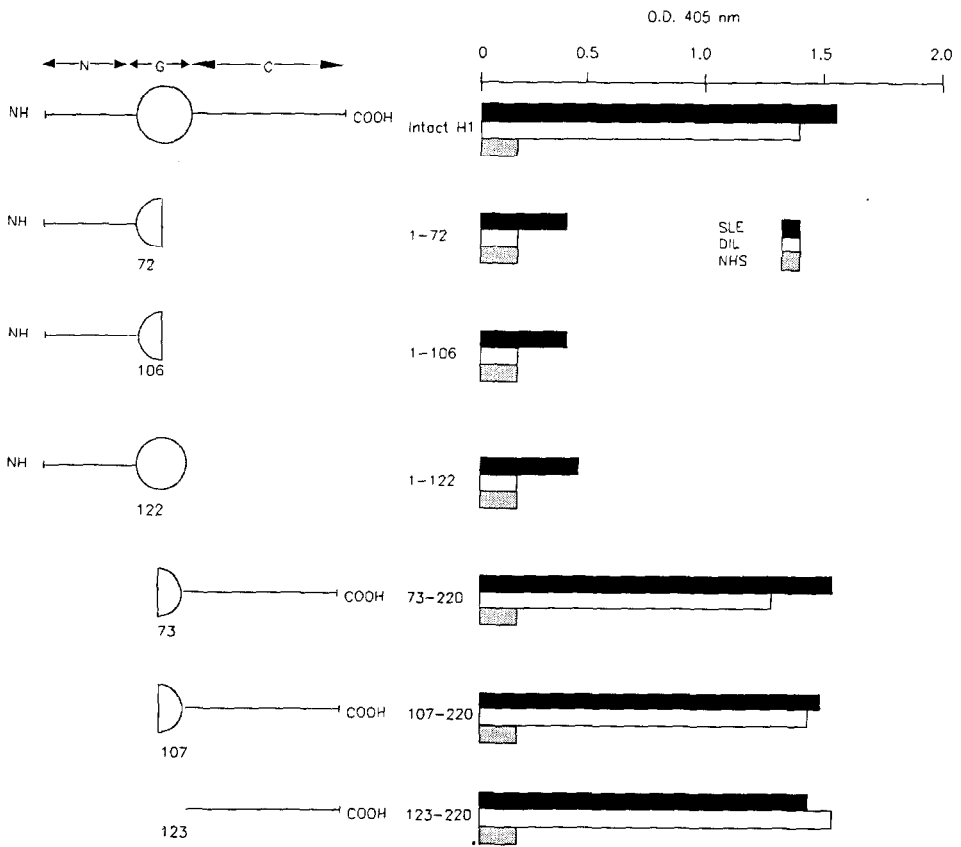 O.D. 405 nm
0 0.5 1.0 1.5 2.0
N G C
NH COOH Intact H1
SLE
DIL
NHS
NH 72 1-72
NH 106 1-106
NH 122 1-122
73 COOH 73-220
107 COOH 107-220
123 COOH 123-220